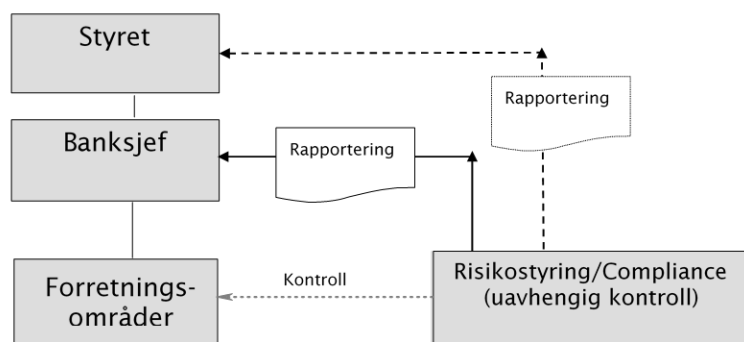 Styret
Rapportering
Banksjef
Rapportering
Kontroll
Forretnings-
områder
Risikostyring/Compliance
(uavhengig kontroll)